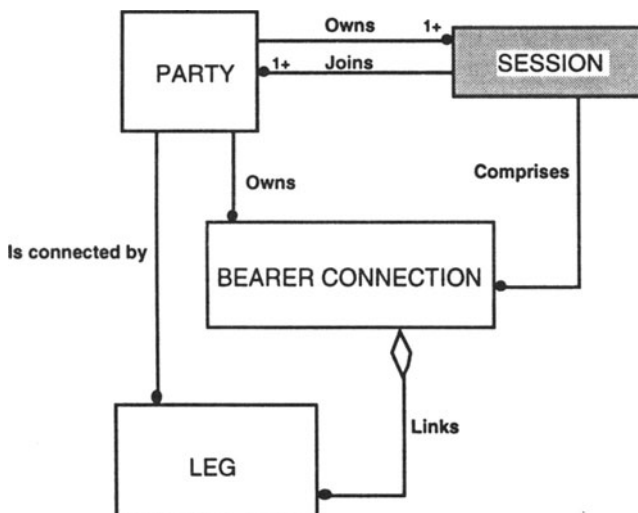 Owns 1+
PARTY
1+ Joins
SESSION
Comprises
Owns
Is connected by
BEARER CONNECTION
Links
LEG